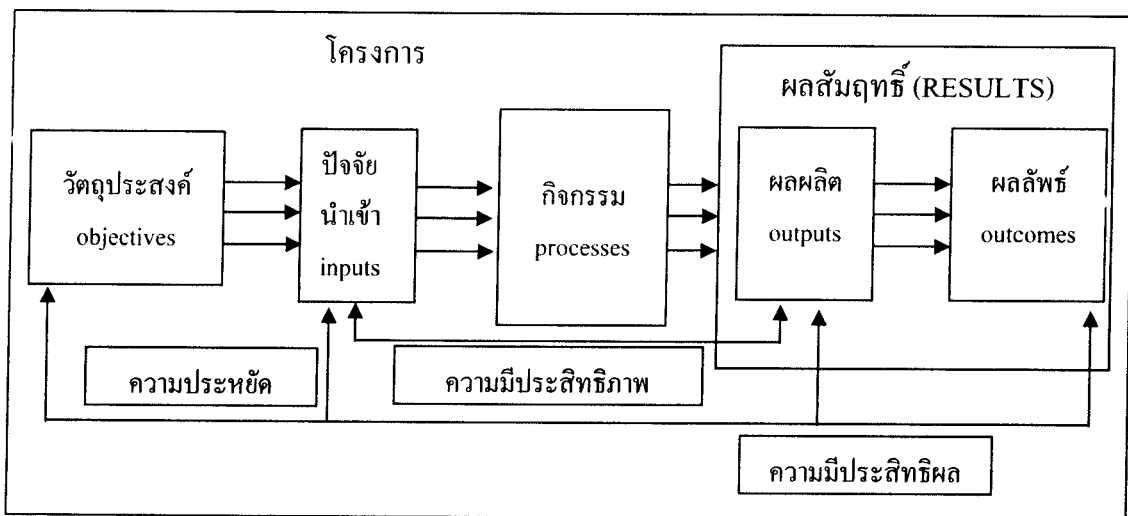 โครงการ
ผลสัมฤทธิ์ (RESULTS)
วัตถุประสงค์
objectives
ปัจจัย
นำเข้า
inputs
กิจกรรม
processes
ผลผลิต
outputs
ผลลัพธ์
outcomes
ความประหยัด
ความมีประสิทธิภาพ
ความมีประสิทธิผล